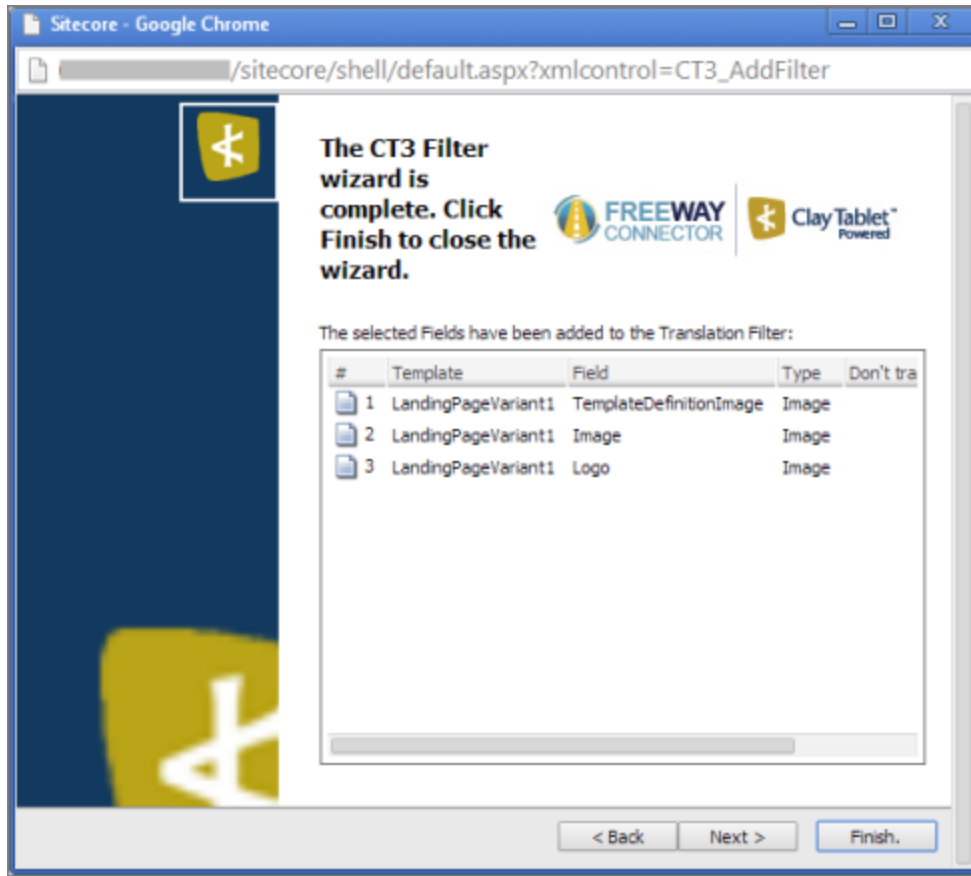 Sitecore - Google Chrome
/sitecore/shell/default.aspx?xmlcontrol=CT3_AddFilter
The CT3 Filter
wizard is
complete. Click
Finish to close the
wizard.
FREEWAY
CONNECTOR
Clay Tablet™
Powered
The selected Fields have been added to the Translation Filter:
# Template Field Type Don't tra
1 LandingPageVariant1 TemplateDefinitionImage Image
2 LandingPageVariant1 Image Image
3 LandingPageVariant1 Logo Image
< Back Next > Finish.